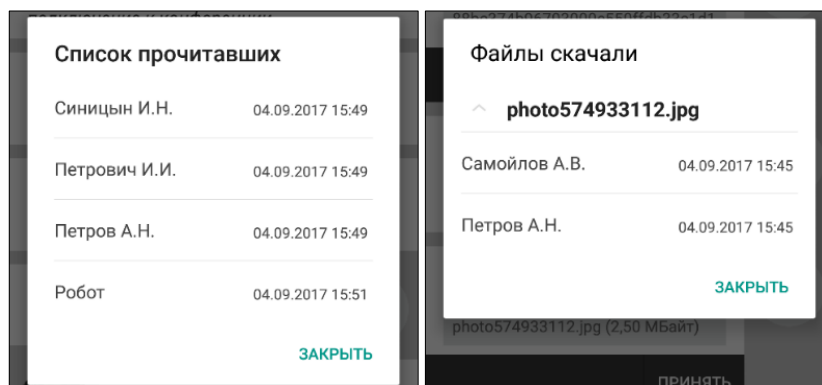 подключение к конференции
Список прочитавших
Синицын И.Н. 04.09.2017 15:49
Петрович И.И. 04.09.2017 15:49
Петров А.Н. 04.09.2017 15:49
Робот 04.09.2017 15:51
ЗАКРЫТЬ
Файлы скачали
photo574933112.jpg
Самойлов А.В. 04.09.2017 15:45
Петров А.Н. 04.09.2017 15:45
ЗАКРЫТЬ
photo574933112.jpg (2,50 МБайт)
ПРИНЯТЬ